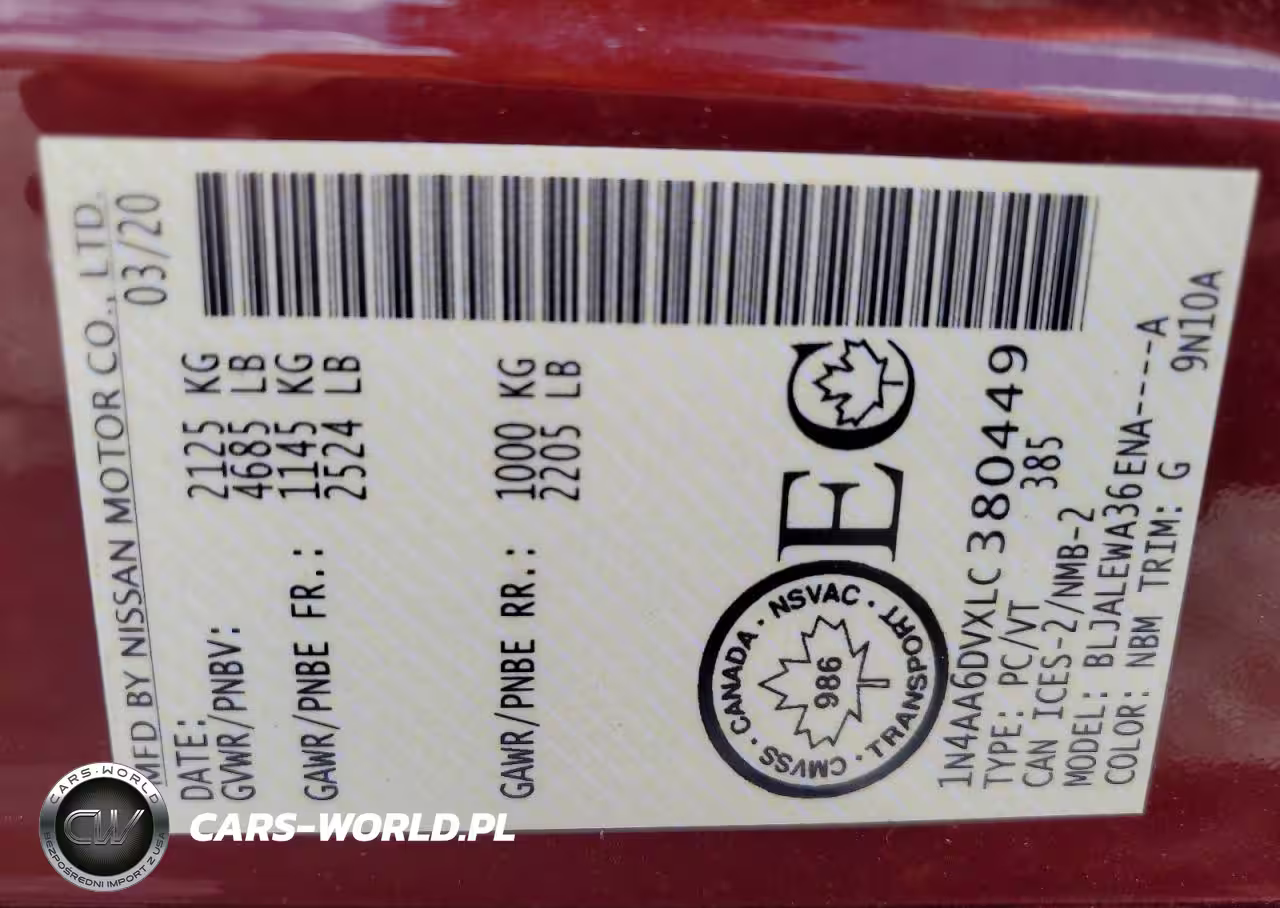 MFD BY NISSAN MOTOR CO., LTD.
DATE: 03/20
GVWR/PNBV: 2125 KG
4685 LB
GAWR/PNBE FR.: 1145 KG
2524 LB
GAWR/PNBE RR.: 1000 KG
2205 LB
CANADA · NSVAC · TRANSPORT · CMVSS ·
986
EC
1N4AA6DVXLC380449
TYPE: PC/VT 385
CAN ICES-2/NMB-2
MODEL: BLJALEWA36ENA----A
COLOR: NBM TRIM: G 9N10A
CARS-WORLD
CW
BEZPOŚREDNI IMPORT Z USA
CARS-WORLD.PL